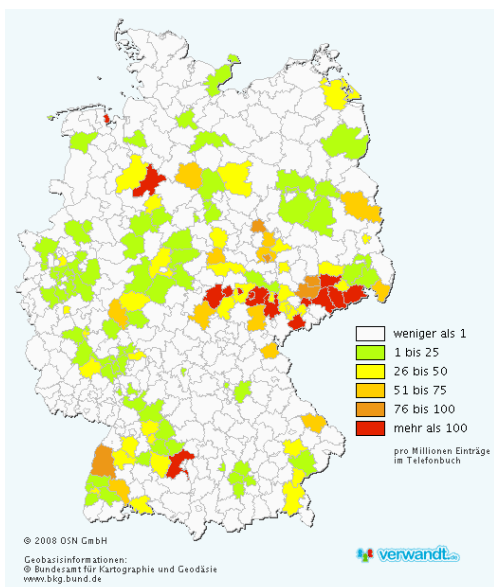 weniger als 1
1 bis 25
26 bis 50
51 bis 75
76 bis 100
mehr als 100
pro Millionen Einträge
im Telefonbuch
© 2008 OSN GmbH
Geobasisinformationen:
© Bundesamt für Kartographie und Geodäsie
www.bkg.bund.de
verwandt.de